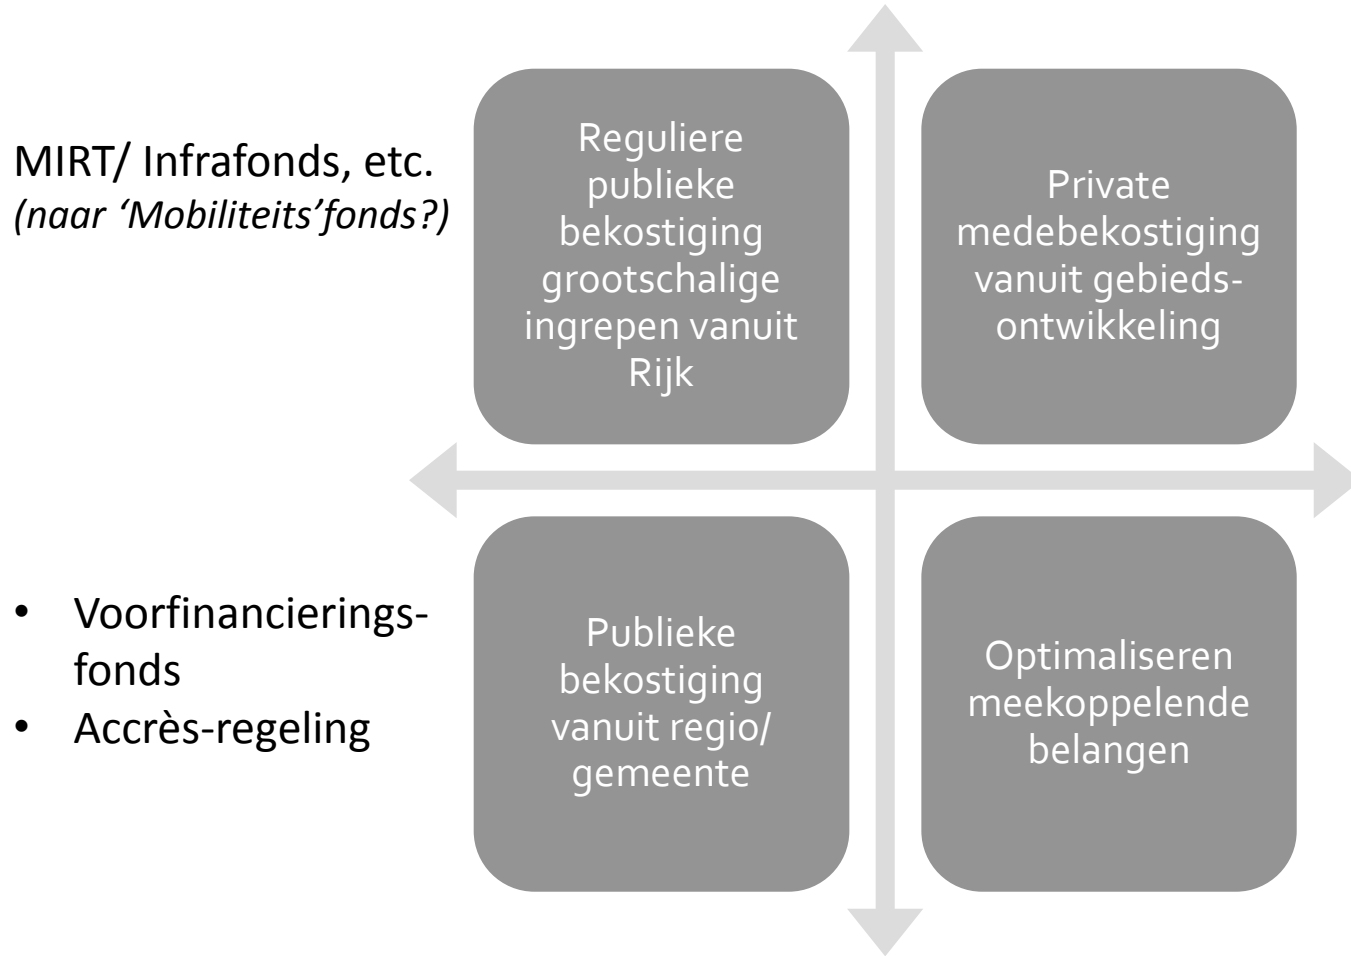 MIRT/ Infrafonds, etc.
(naar ‘Mobiliteits’fonds?)
Reguliere
publieke
bekostiging
grootschalige
ingrepen vanuit
Rijk
Private
medebekostiging
vanuit gebieds-
ontwikkeling
• Voorfinancierings-
fonds
• Accrès-regeling
Publieke
bekostiging
vanuit regio/
gemeente
Optimaliseren
meekoppelende
belangen